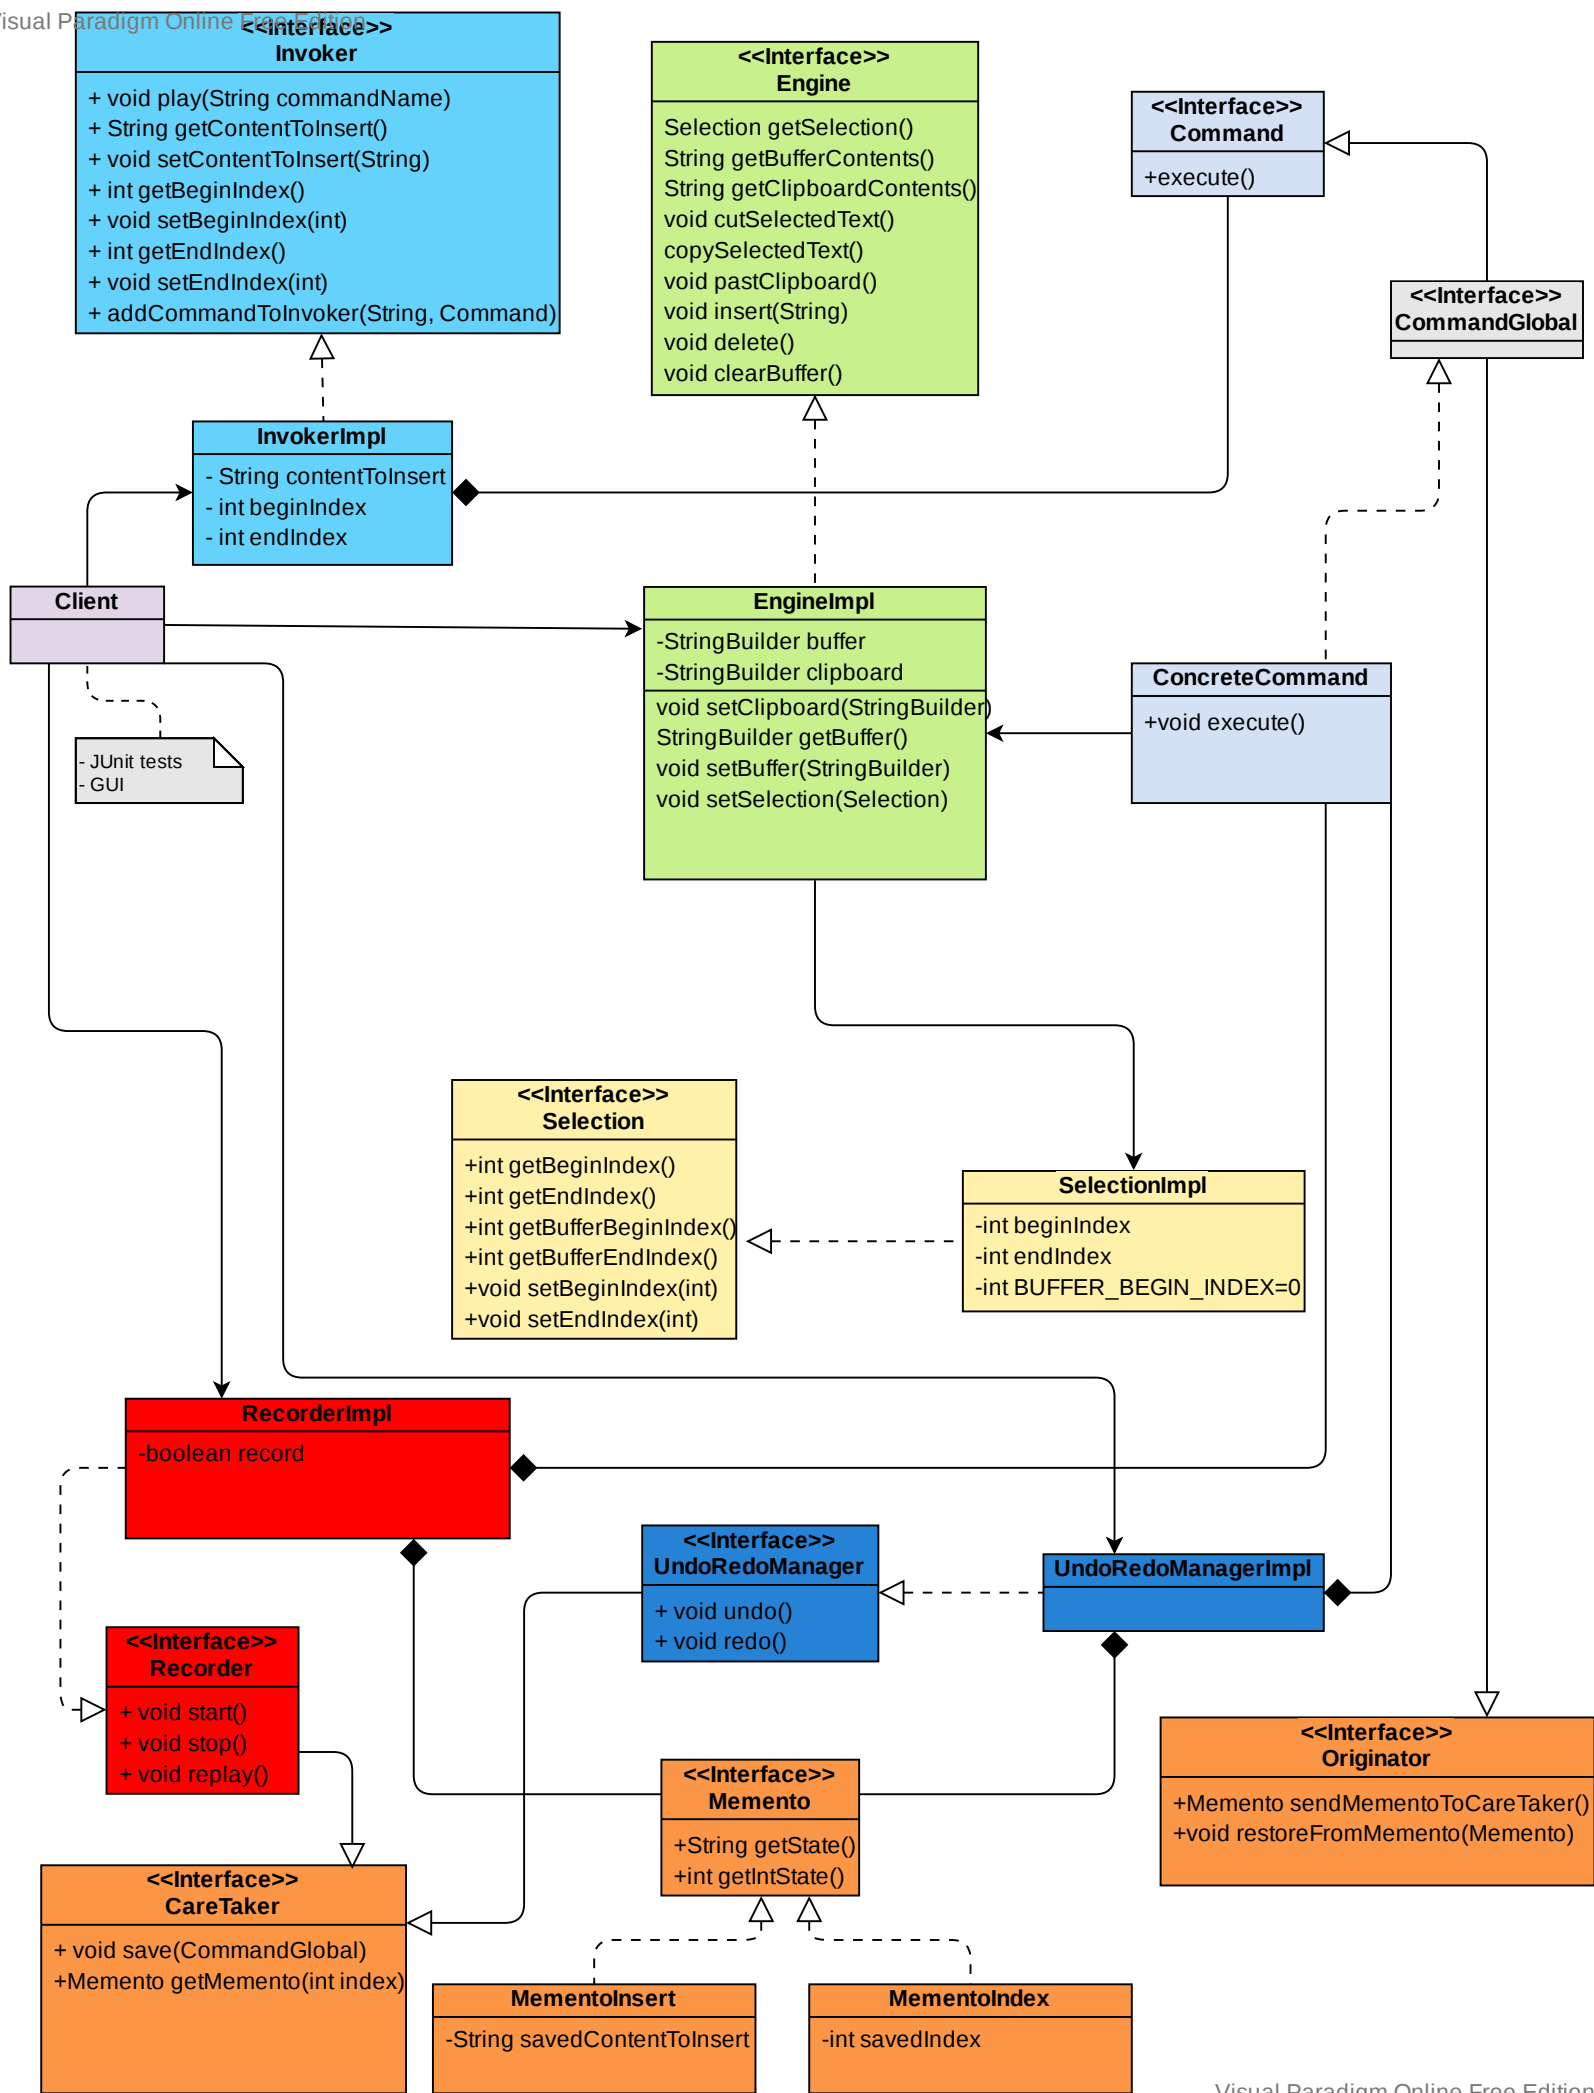 Visual Paradigm Online Free Edition
<<Interface>>
Invoker
+ void play(String commandName)
+ String getContentToInsert()
+ void setContentToInsert(String)
+ int getBeginIndex()
+ void setBeginIndex(int)
+ int getEndIndex()
+ void setEndIndex(int)
+ addCommandToInvoker(String, Command)
<<Interface>>
Engine
Selection getSelection()
String getBufferContents()
String getClipboardContents()
void cutSelectedText()
copySelectedText()
void pastClipboard()
void insert(String)
void delete()
void clearBuffer()
<<Interface>>
Command
+execute()
<<Interface>>
CommandGlobal
InvokerImpl
- String contentToInsert
- int beginIndex
- int endIndex
Client
- JUnit tests
- GUI
EngineImpl
-StringBuilder buffer
-StringBuilder clipboard
void setClipboard(StringBuilder)
StringBuilder getBuffer()
void setBuffer(StringBuilder)
void setSelection(Selection)
ConcreteCommand
+void execute()
<<Interface>>
Selection
+int getBeginIndex()
+int getEndIndex()
+int getBufferBeginIndex()
+int getBufferEndIndex()
+void setBeginIndex(int)
+void setEndIndex(int)
SelectionImpl
-int beginIndex
-int endIndex
-int BUFFER_BEGIN_INDEX=0
RecorderImpl
-boolean record
<<Interface>>
UndoRedoManager
+ void undo()
+ void redo()
UndoRedoManagerImpl
<<Interface>>
Recorder
+ void start()
+ void stop()
+ void replay()
<<Interface>>
Memento
+String getState()
+int getIntState()
<<Interface>>
Originator
+Memento sendMementoToCareTaker()
+void restoreFromMemento(Memento)
<<Interface>>
CareTaker
+ void save(CommandGlobal)
+Memento getMemento(int index)
MementoInsert
-String savedContentToInsert
MementoIndex
-int savedIndex
Visual Paradigm Online Free Edition